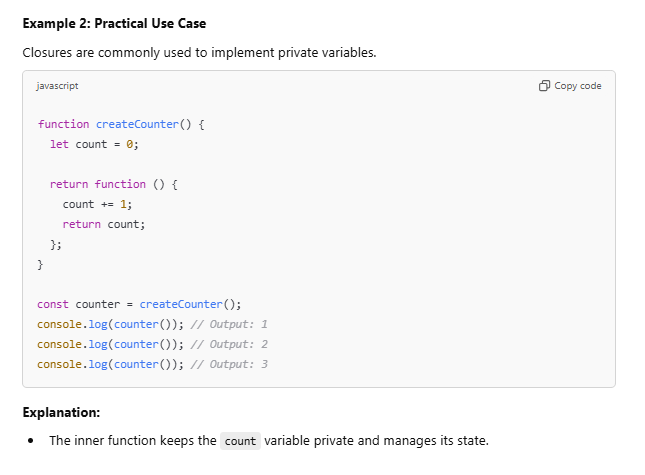 Example 2: Practical Use Case
Closures are commonly used to implement private variables.
javascript
Copy code
function createCounter() {
  let count = 0;

  return function () {
    count += 1;
    return count;
  };
}

const counter = createCounter();
console.log(counter()); // Output: 1
console.log(counter()); // Output: 2
console.log(counter()); // Output: 3
Explanation:
• The inner function keeps the count variable private and manages its state.